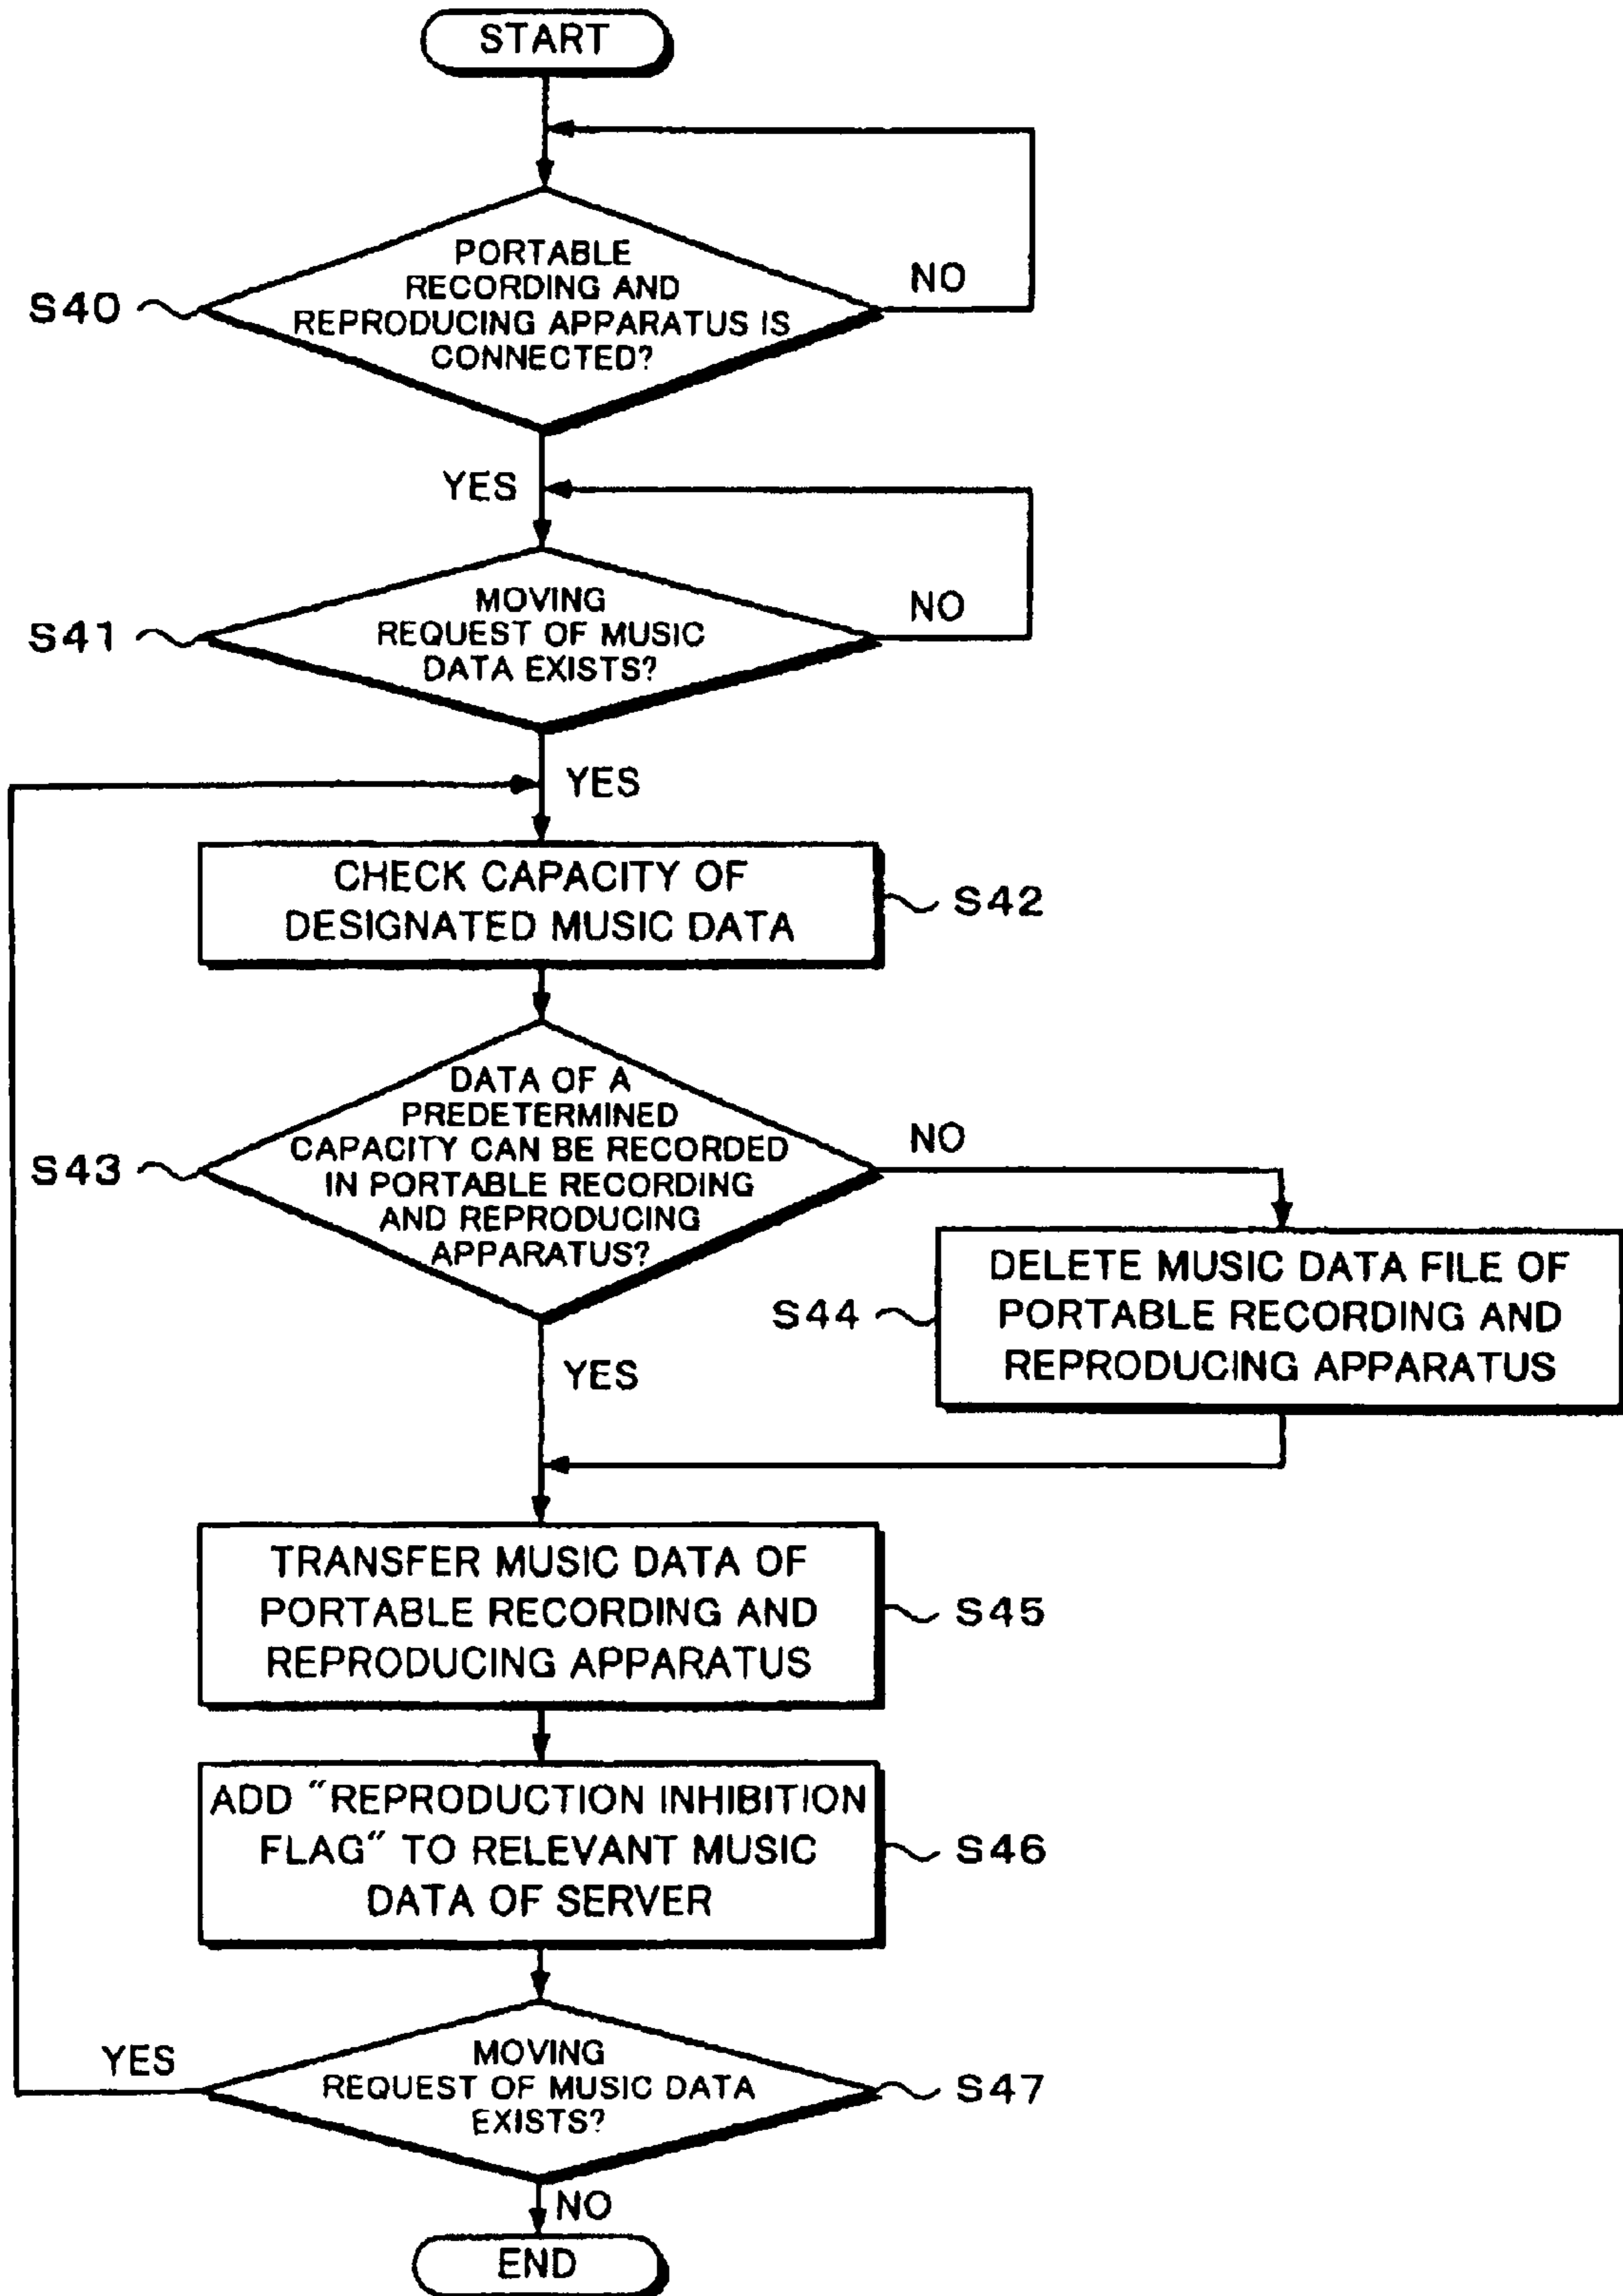 START
PORTABLE
RECORDING AND
REPRODUCING APPARATUS IS
CONNECTED?
NO
S40
YES
MOVING
REQUEST OF MUSIC
DATA EXISTS?
NO
S41
YES
CHECK CAPACITY OF
DESIGNATED MUSIC DATA
S42
DATA OF A
PREDETERMINED
CAPACITY CAN BE RECORDED
IN PORTABLE RECORDING
AND REPRODUCING
APPARATUS?
NO
S43
DELETE MUSIC DATA FILE OF
PORTABLE RECORDING AND
REPRODUCING APPARATUS
S44
YES
TRANSFER MUSIC DATA OF
PORTABLE RECORDING AND
REPRODUCING APPARATUS
S45
ADD "REPRODUCTION INHIBITION
FLAG" TO RELEVANT MUSIC
DATA OF SERVER
S46
YES
MOVING
REQUEST OF MUSIC DATA
EXISTS?
S47
NO
END